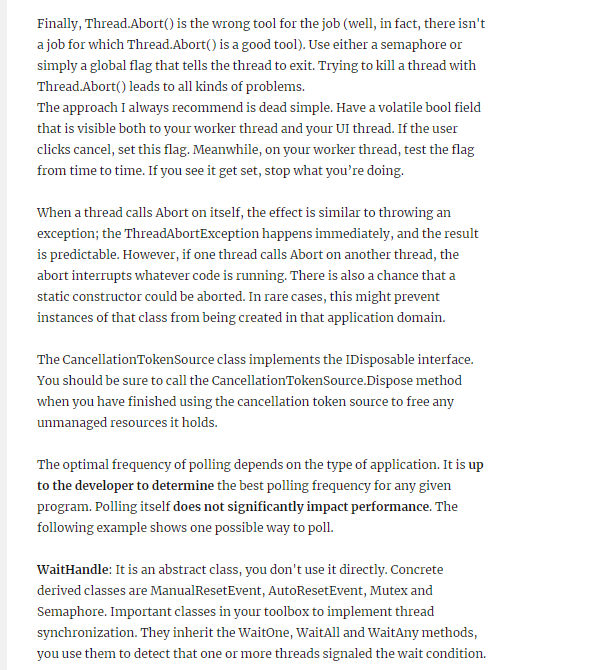 Finally, Thread.Abort() is the wrong tool for the job (well, in fact, there isn't
a job for which Thread.Abort() is a good tool). Use either a semaphore or
simply a global flag that tells the thread to exit. Trying to kill a thread with
Thread.Abort() leads to all kinds of problems.
The approach I always recommend is dead simple. Have a volatile bool field
that is visible both to your worker thread and your UI thread. If the user
clicks cancel, set this flag. Meanwhile, on your worker thread, test the flag
from time to time. If you see it get set, stop what you’re doing.
When a thread calls Abort on itself, the effect is similar to throwing an
exception; the ThreadAbortException happens immediately, and the result
is predictable. However, if one thread calls Abort on another thread, the
abort interrupts whatever code is running. There is also a chance that a
static constructor could be aborted. In rare cases, this might prevent
instances of that class from being created in that application domain.
The CancellationTokenSource class implements the IDisposable interface.
You should be sure to call the CancellationTokenSource.Dispose method
when you have finished using the cancellation token source to free any
unmanaged resources it holds.
The optimal frequency of polling depends on the type of application. It is up
to the developer to determine the best polling frequency for any given
program. Polling itself does not significantly impact performance. The
following example shows one possible way to poll.
WaitHandle: It is an abstract class, you don't use it directly. Concrete
derived classes are ManualResetEvent, AutoResetEvent, Mutex and
Semaphore. Important classes in your toolbox to implement thread
synchronization. They inherit the WaitOne, WaitAll and WaitAny methods,
you use them to detect that one or more threads signaled the wait condition.